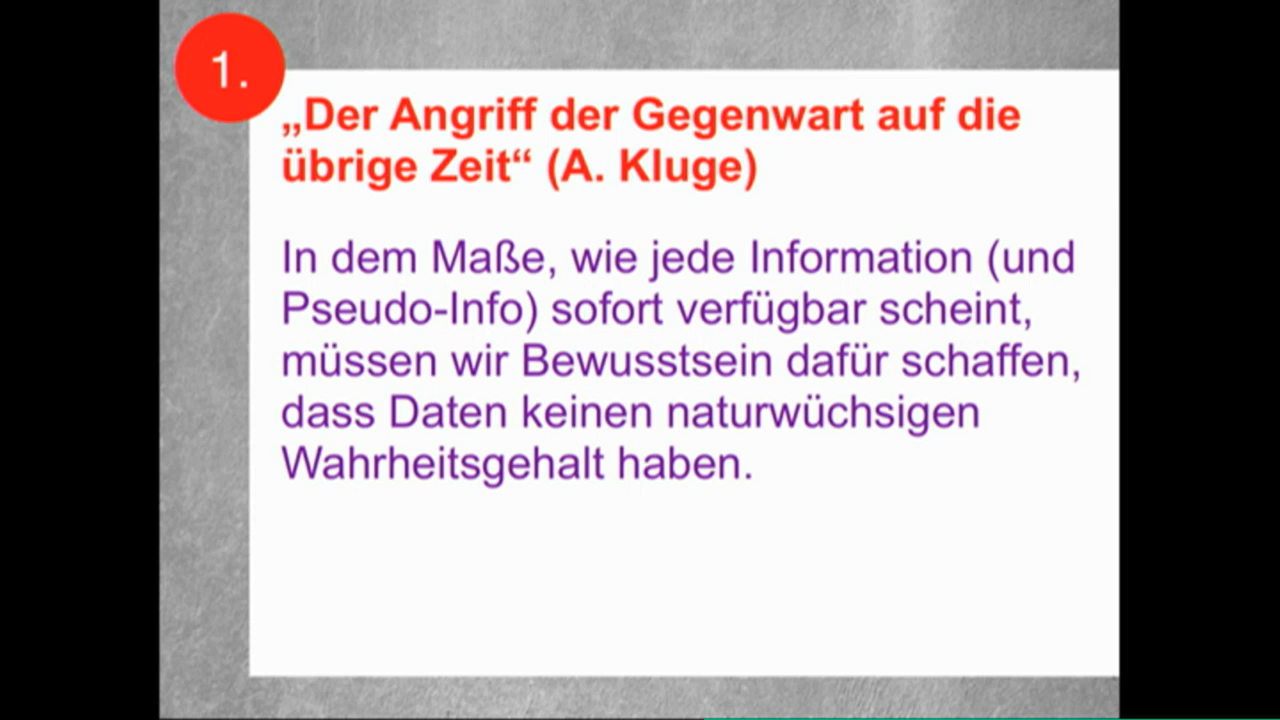 1.
„Der Angriff der Gegenwart auf die
übrige Zeit“ (A. Kluge)
In dem Maße, wie jede Information (und
Pseudo-Info) sofort verfügbar scheint,
müssen wir Bewusstsein dafür schaffen,
dass Daten keinen naturwüchsigen
Wahrheitsgehalt haben.